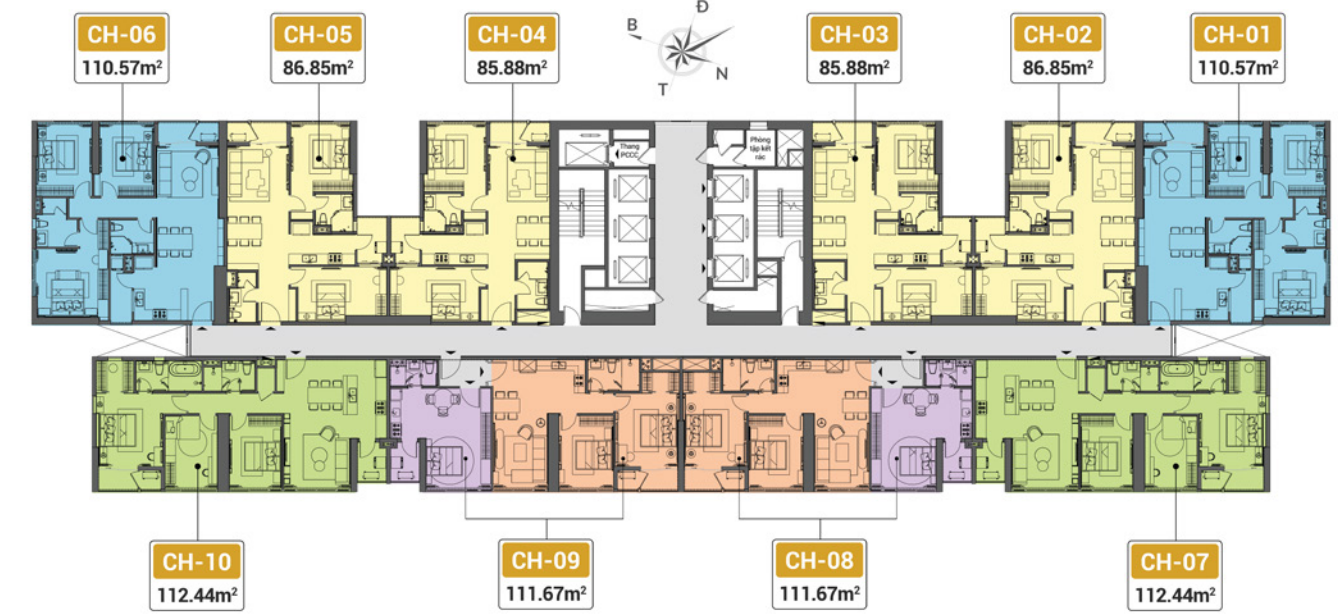 Đ
B
N
T
CH-06
110.57m²
CH-05
86.85m²
CH-04
85.88m²
CH-03
85.88m²
CH-02
86.85m²
CH-01
110.57m²
Thang
PCCC
Phòng
tập kết
rác
CH-10
112.44m²
CH-09
111.67m²
CH-08
111.67m²
CH-07
112.44m²